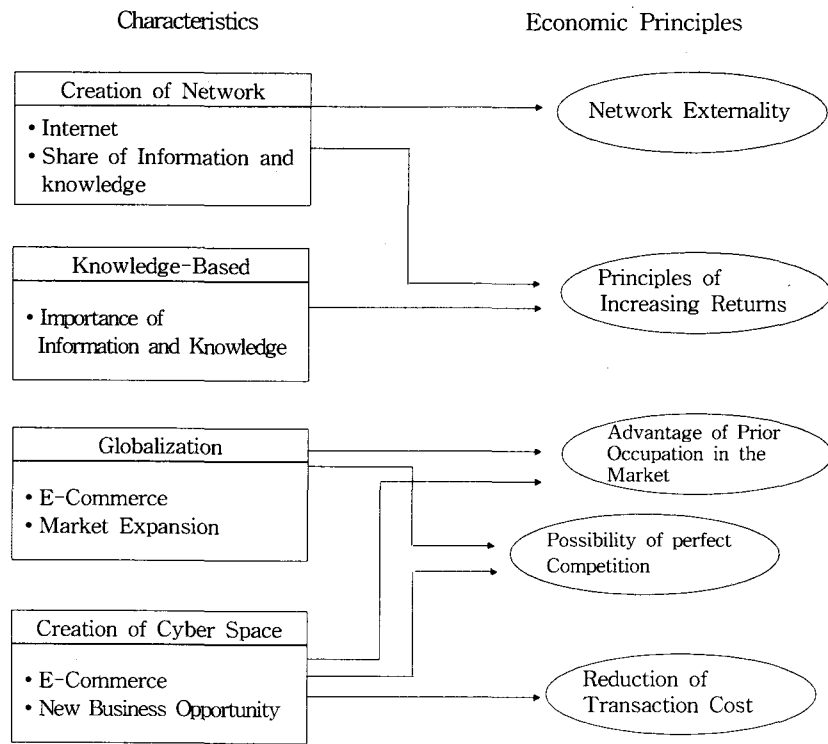 Characteristics
Economic Principles
Creation of Network
• Internet
• Share of Information and
knowledge
Network Externality
Knowledge-Based
• Importance of
Information and Knowledge
Principles of
Increasing Returns
Globalization
• E-Commerce
• Market Expansion
Advantage of Prior
Occupation in the
Market
Possibility of perfect
Competition
Creation of Cyber Space
• E-Commerce
• New Business Opportunity
Reduction of
Transaction Cost